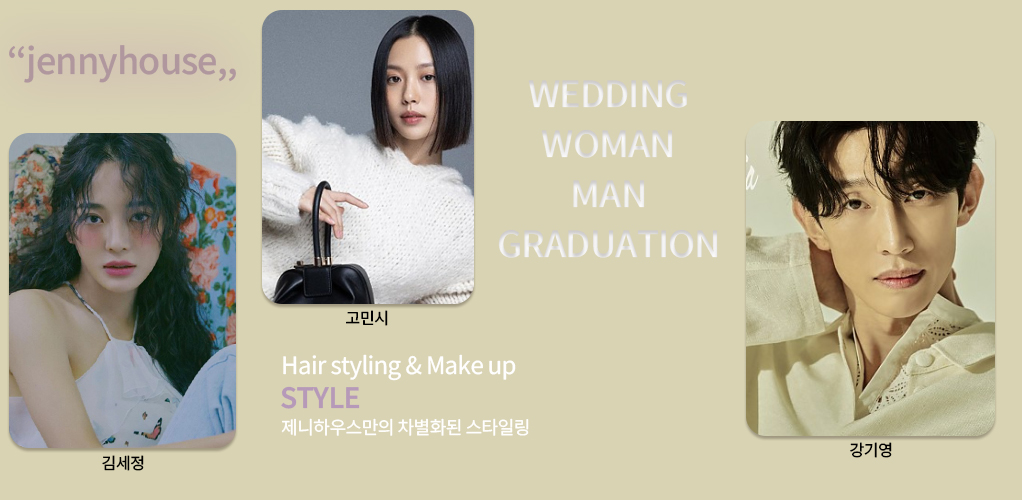 “jennyhouse„
WEDDING
WOMAN
MAN
GRADUATION
고민시
Hair styling & Make up
STYLE
제니하우스만의 차별화된 스타일링
김세정
강기영